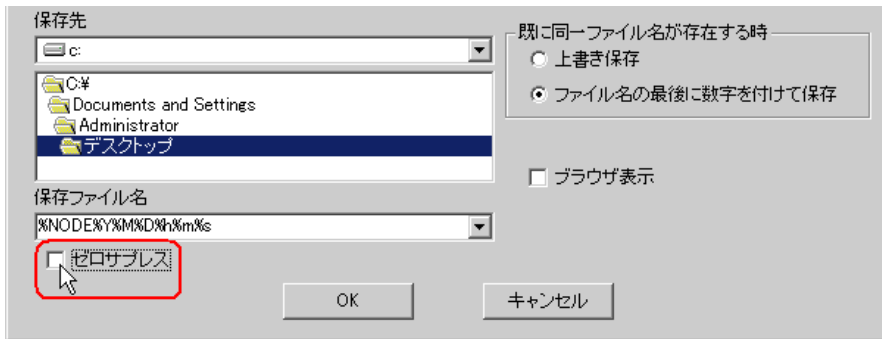 保存先
c:
C:¥
Documents and Settings
Administrator
デスクトップ
保存ファイル名
%NODE%Y%M%D%h%m%s
ゼロサプレス
既に同一ファイル名が存在する時
上書き保存
ファイル名の最後に数字を付けて保存
ブラウザ表示
OK
キャンセル